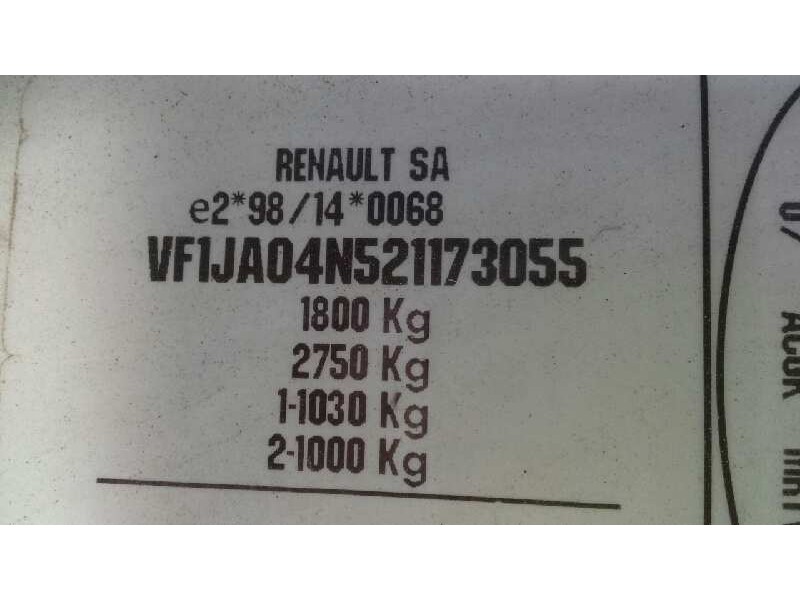 RENAULT SA
e2*98/14*0068
VF1JA04N521173055
1800 Kg
2750 Kg
1-1030 Kg
2-1000 Kg